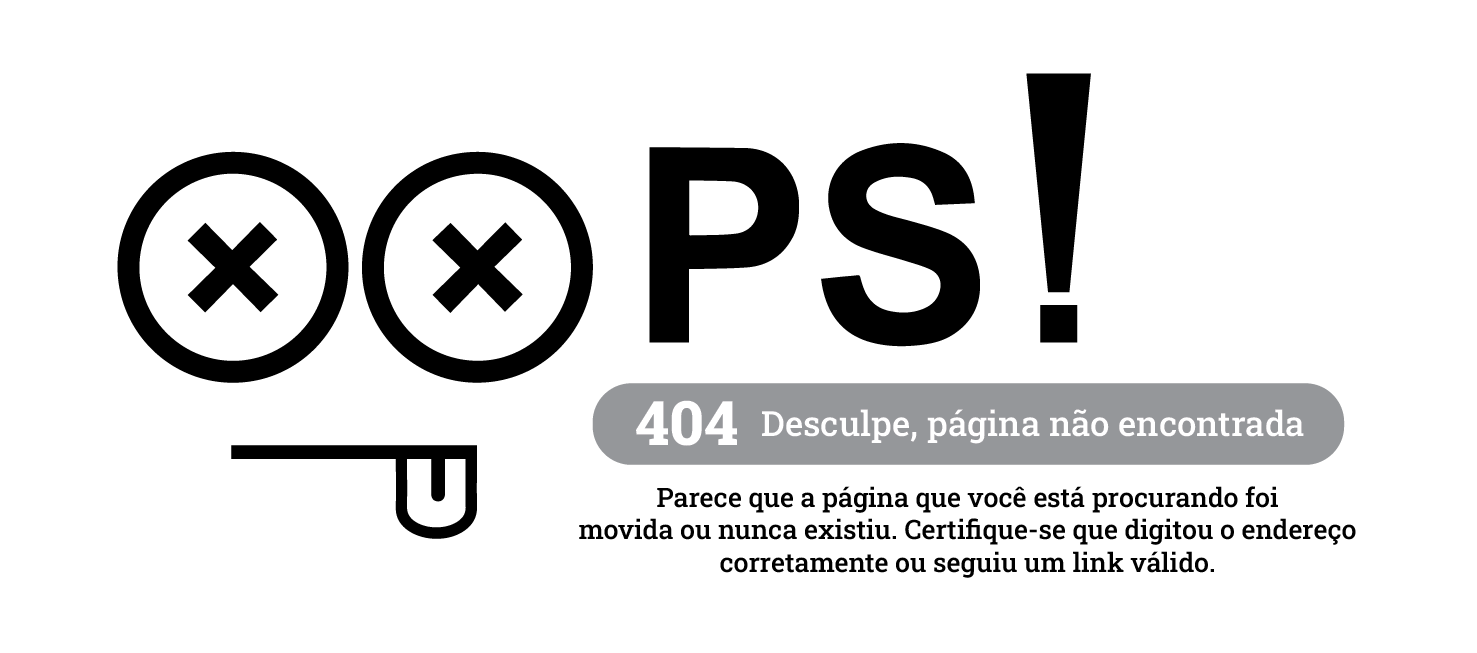 OOPS!
404 Desculpe, página não encontrada
Parece que a página que você está procurando foi
movida ou nunca existiu. Certifique-se que digitou o endereço
corretamente ou seguiu um link válido.